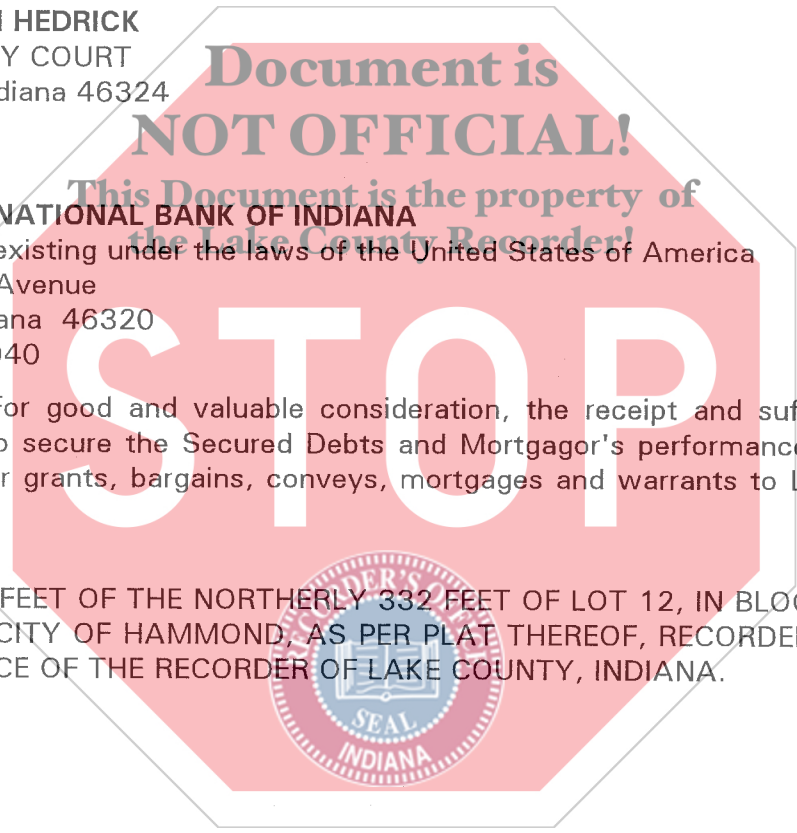 HEDRICK
Y COURT
diana 46324
Document is
NOT OFFICIAL!
This Document is the property of
the Lake County Recorder!
NATIONAL BANK OF INDIANA
existing under the laws of the United States of America
Avenue
ana 46320
040
STOP
For good and valuable consideration, the receipt and suf
o secure the Secured Debts and Mortgagor's performance
r grants, bargains, conveys, mortgages and warrants to L
FEET OF THE NORTHERLY 332 FEET OF LOT 12, IN BLOC
CITY OF HAMMOND, AS PER PLAT THEREOF, RECORDE
CE OF THE RECORDER OF LAKE COUNTY, INDIANA.
RECORDER'S OFFICE
SEAL
INDIANA